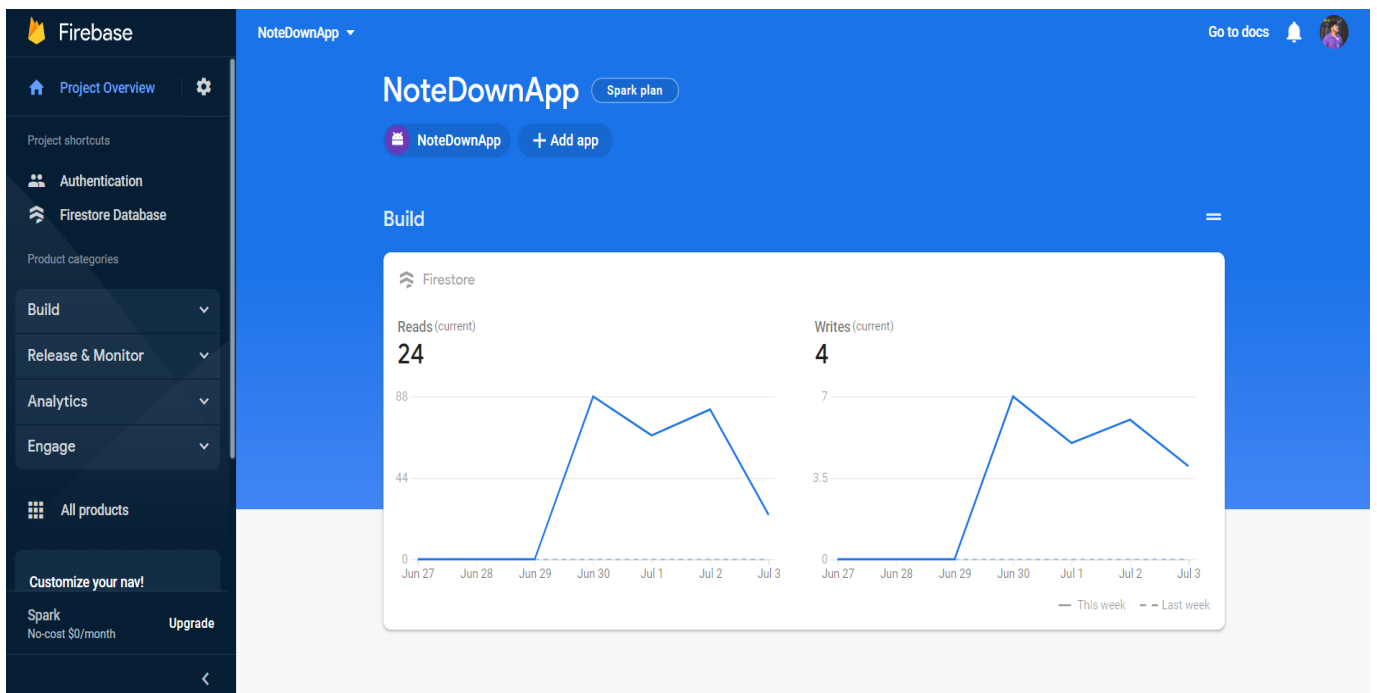 Firebase
Project Overview
Project shortcuts
Authentication
Firestore Database
Product categories
Build
Release & Monitor
Analytics
Engage
All products
Customize your nav!
Spark
No-cost $0/month
Upgrade
NoteDownApp
Go to docs
NoteDownApp Spark plan
NoteDownApp + Add app
Build
Firestore
Reads (current)
24
88
44
0
Jun 27 Jun 28 Jun 29 Jun 30 Jul 1 Jul 2 Jul 3
Writes (current)
4
7
3.5
0
Jun 27 Jun 28 Jun 29 Jun 30 Jul 1 Jul 2 Jul 3
This week Last week